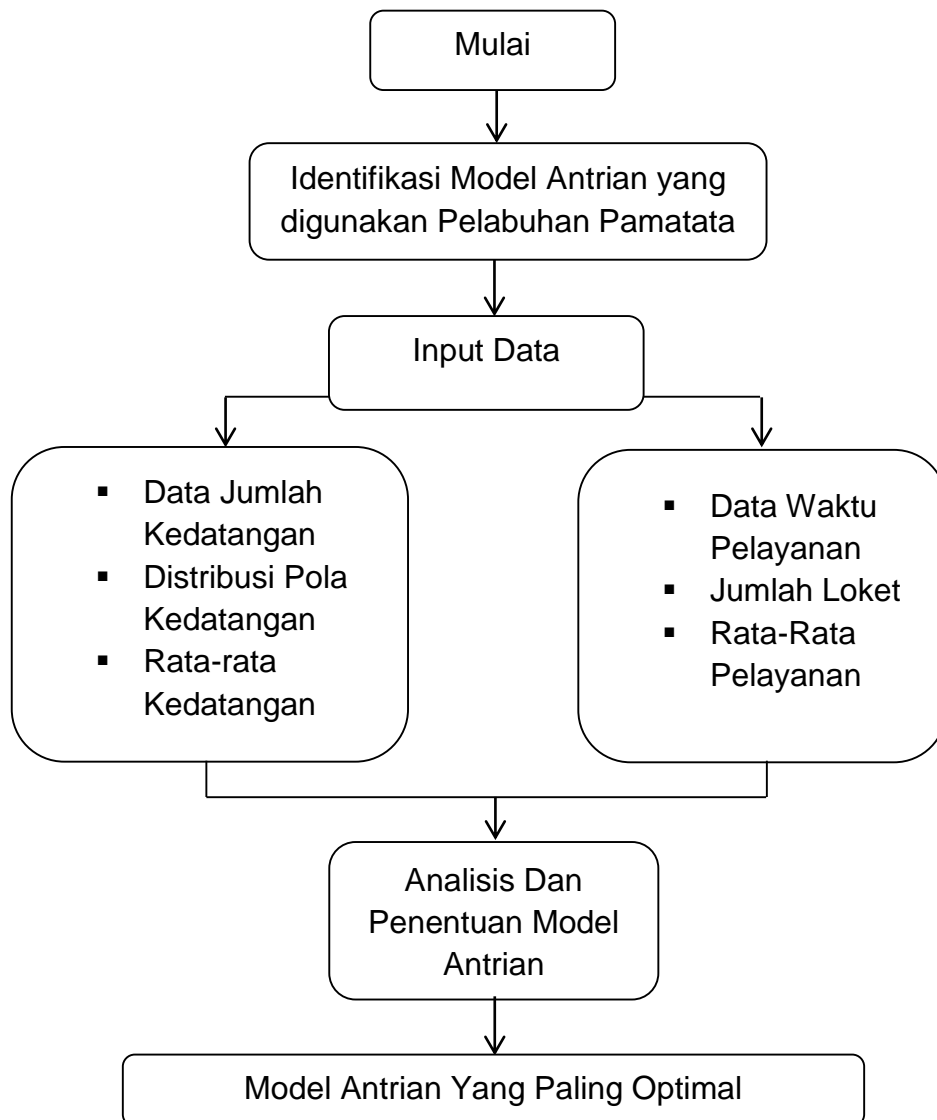 Mulai
Identifikasi Model Antrian yang
digunakan Pelabuhan Pamatata
Input Data
▪ Data Jumlah
Kedatangan
▪ Distribusi Pola
Kedatangan
▪ Rata-rata
Kedatangan
▪ Data Waktu
Pelayanan
▪ Jumlah Loket
▪ Rata-Rata
Pelayanan
Analisis Dan
Penentuan Model
Antrian
Model Antrian Yang Paling Optimal